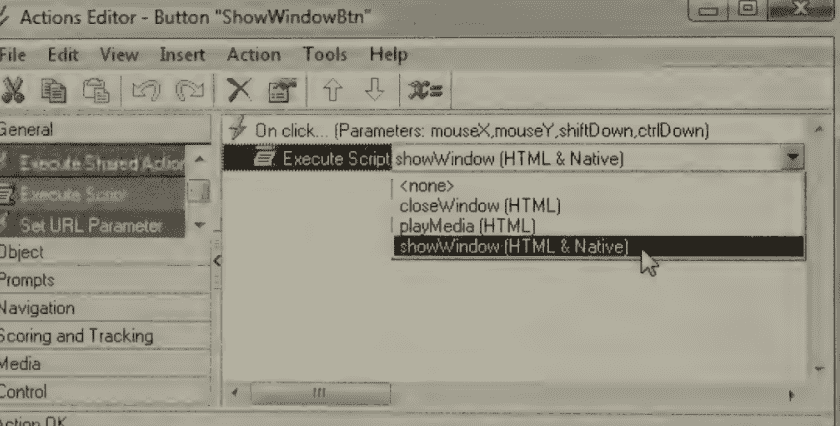 Actions Editor - Button "ShowWindowBtn"
File Edit View Insert Action Tools Help
General
Execute Shared Action
Execute Script
Set URL Parameter
Object
Prompts
Navigation
Scoring and Tracking
Media
Control
Action OK
On click... (Parameters: mouseX,mouseY,shiftDown,ctrlDown)
Execute Script showWindow (HTML & Native)
<none>
closeWindow (HTML)
playMedia (HTML)
showWindow (HTML & Native)